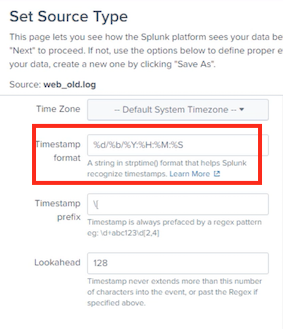 Set Source Type
This page lets you see how the Splunk platform sees your data be
"Next" to proceed. If not, use the options below to define proper e
your data, create a new one by clicking "Save As".
Source: web_old.log
Time Zone
-- Default System Timezone --
Timestamp format
%d/%b/%Y:%H:%M:%S
A string in strptime() format that helps Splunk
recognize timestamps. Learn More
Timestamp prefix
\[
Timestamp is always prefaced by a regex pattern
eg: \d+abc123\d[2,4]
Lookahead
128
Timestamp never extends more than this number
of characters into the event, or past the Regex if
specified above.